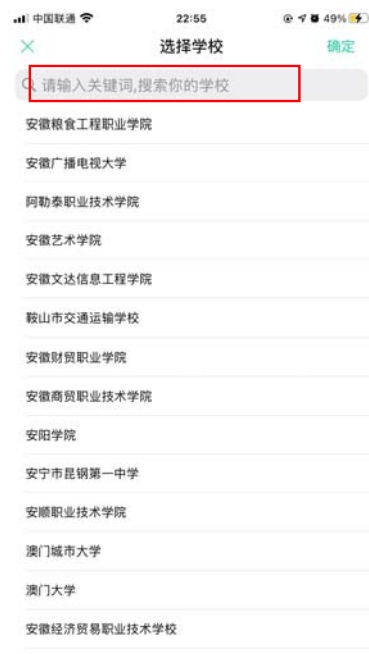 中国联通
22:55
49%
选择学校
确定
请输入关键词,搜索你的学校
安徽粮食工程职业学院
安徽广播电视大学
阿勒泰职业技术学院
安徽艺术学院
安徽文达信息工程学院
鞍山市交通运输学校
安徽财贸职业学院
安徽商贸职业技术学院
安阳学院
安宁市昆钢第一中学
安顺职业技术学院
澳门城市大学
澳门大学
安徽经济贸易职业技术学校